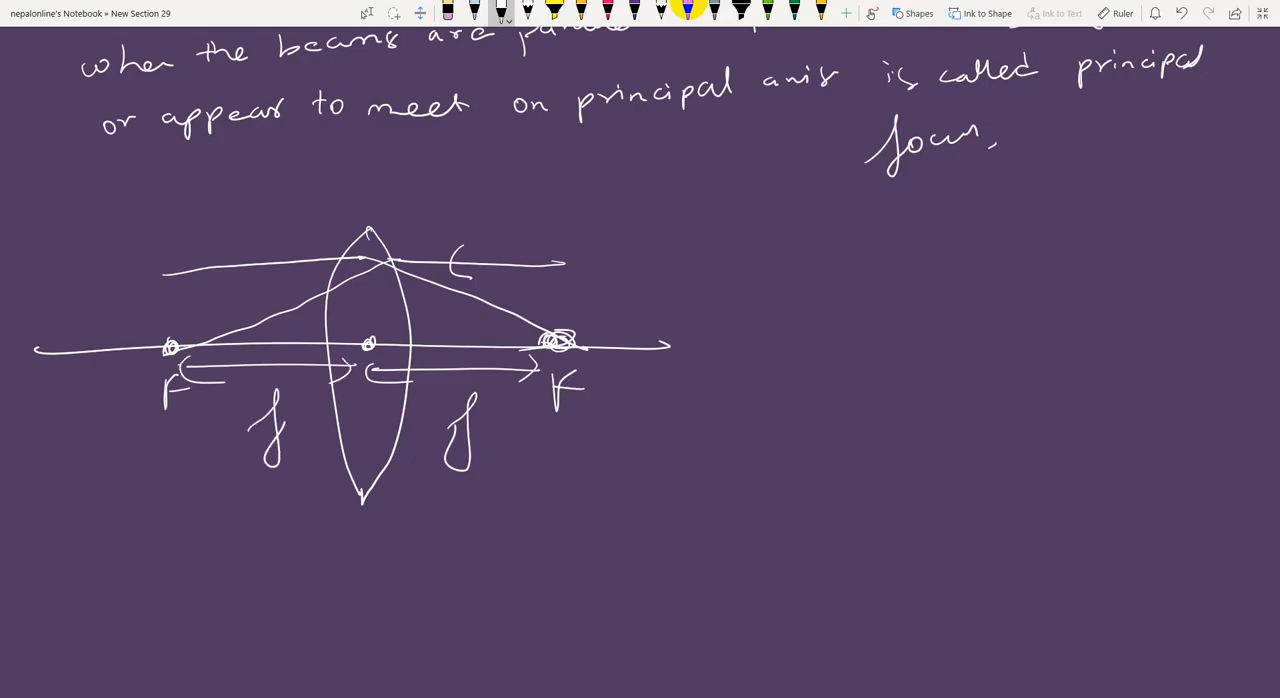 nepalonline's Notebook » New Section 29
Shapes Ink to Shape Ink to Text Ruler
when the beams are
or appear to meet on principal axis is called principal
focus,
F F
f f